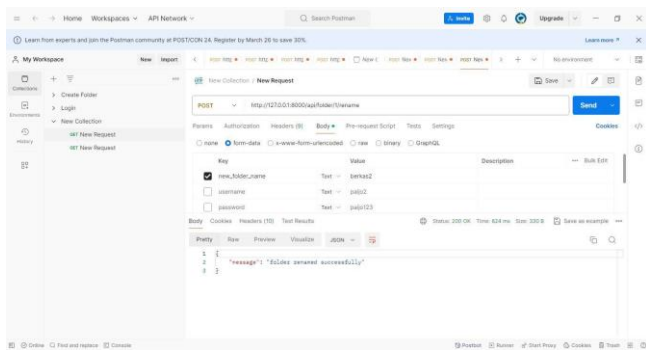 Home Workspaces API Network
Search Postman
Invite
Upgrade
Learn from experts and join the Postman community at POST/CON 24. Register by March 26 to save 30%.
Learn more
My Workspace
New Import
No environment
Collections
Environments
History
Create Folder
Login
New Collection
GET New Request
GET New Request
New Collection / New Request
Save
POST
http://127.0.0.1:8000/api/folder/1/rename
Send
Params Authorization Headers (9) Body Pre-request Script Tests Settings
Cookies
none form-data x-www-form-urlencoded raw binary GraphQL
Key Value Description Bulk Edit
new_folder_name Text berkas2
username Text paijo2
password Text paijo123
Body Cookies Headers (10) Test Results
Status: 200 OK Time: 624 ms
Save as example
Pretty Raw Preview Visualize JSON
1 {
2 "message": "folder renamed successfully"
3 }
Online Find and replace Console
Postbot Runner Start Proxy Cookies Trash